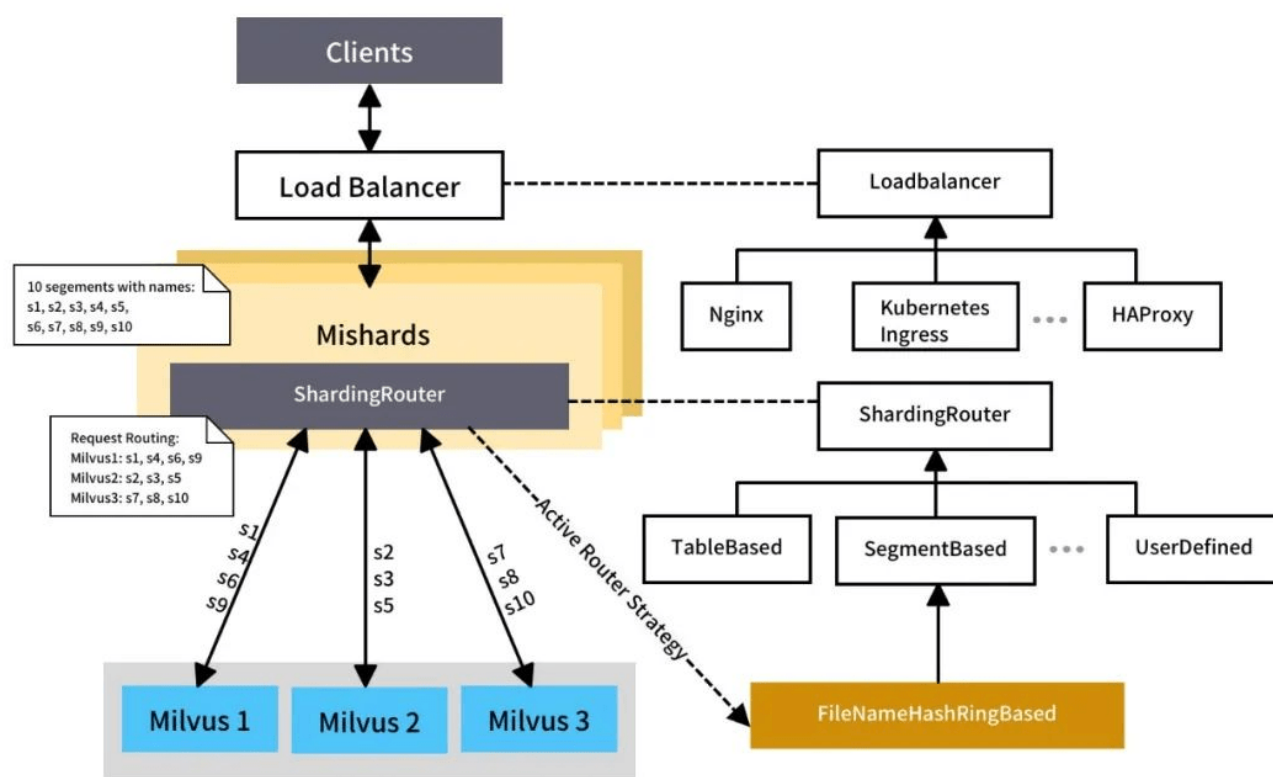 Clients
Load Balancer
Loadbalancer
10 segements with names:
s1, s2, s3, s4, s5,
s6, s7, s8, s9, s10
Nginx
Kubernetes
Ingress
HAProxy
Mishards
ShardingRouter
ShardingRouter
Request Routing:
Milvus1: s1, s4, s6, s9
Milvus2: s2, s3, s5
Milvus3: s7, s8, s10
s1
s4
s6
s9
s2
s3
s5
s7
s8
s10
Active Router Strategy
TableBased
SegmentBased
UserDefined
Milvus 1
Milvus 2
Milvus 3
FileNameHashRingBased